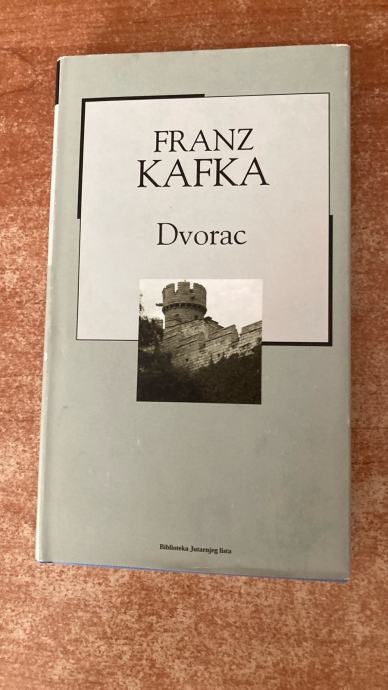 FRANZ
KAFKA
Dvorac
Biblioteka Jutarnjeg lista